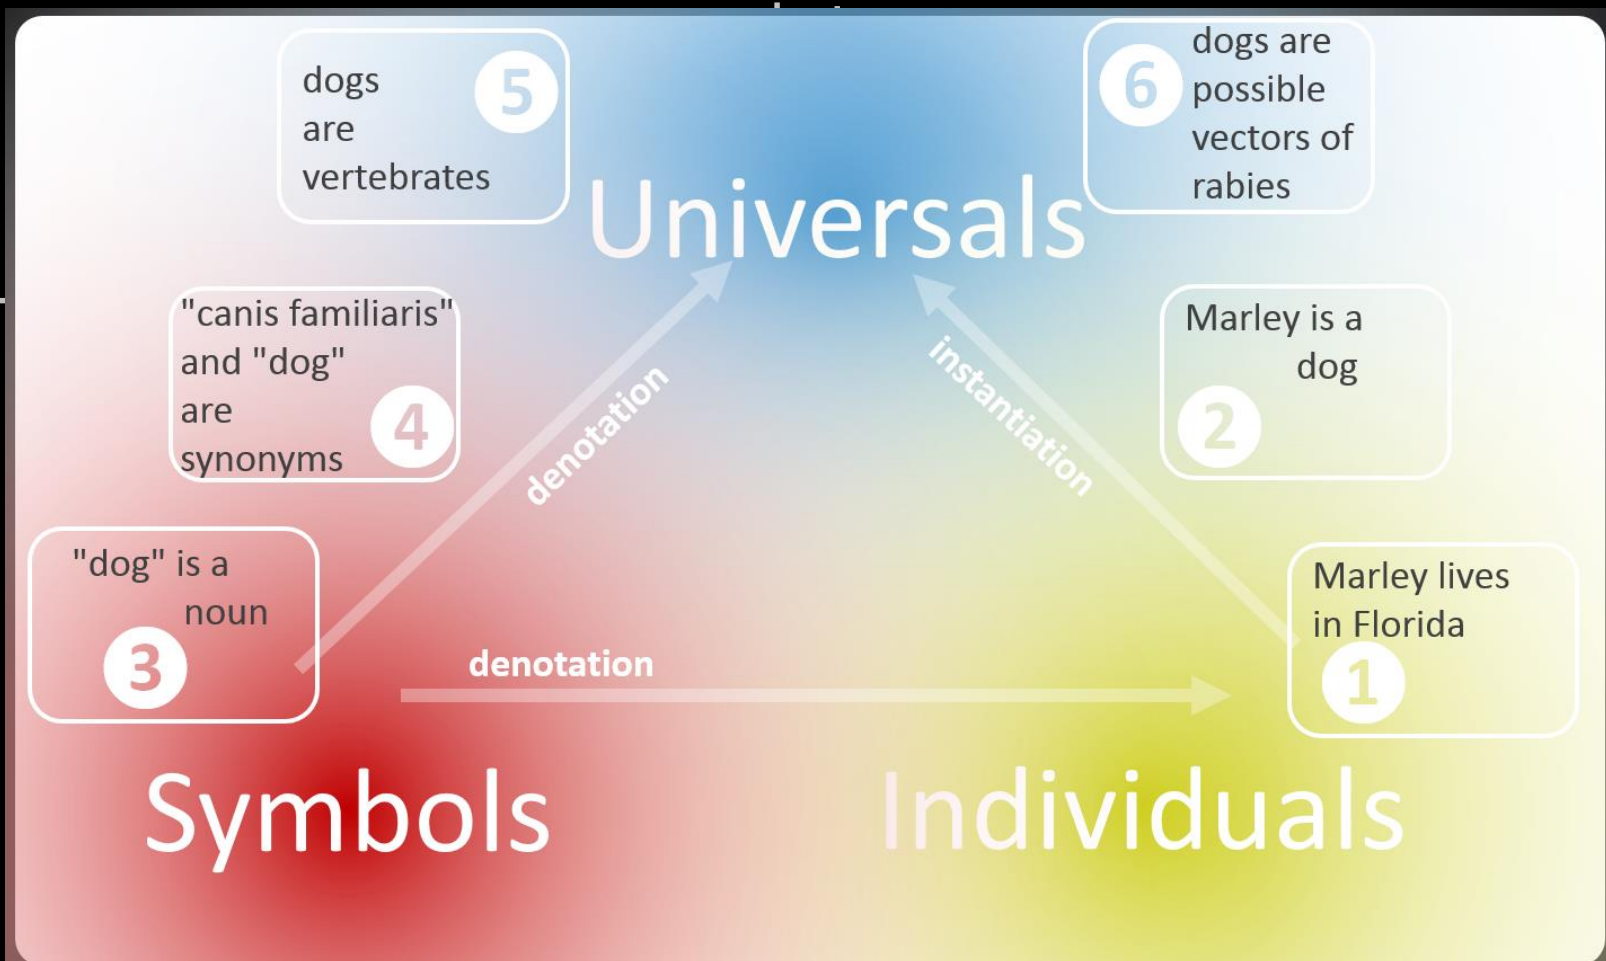 dogs
are
vertebrates
5
6
dogs are
possible
vectors of
rabies
Universals
"canis familiaris"
and "dog"
are
synonyms
4
denotation
instantiation
Marley is a
dog
2
"dog" is a
noun
3
denotation
Marley lives
in Florida
1
Symbols
Individuals